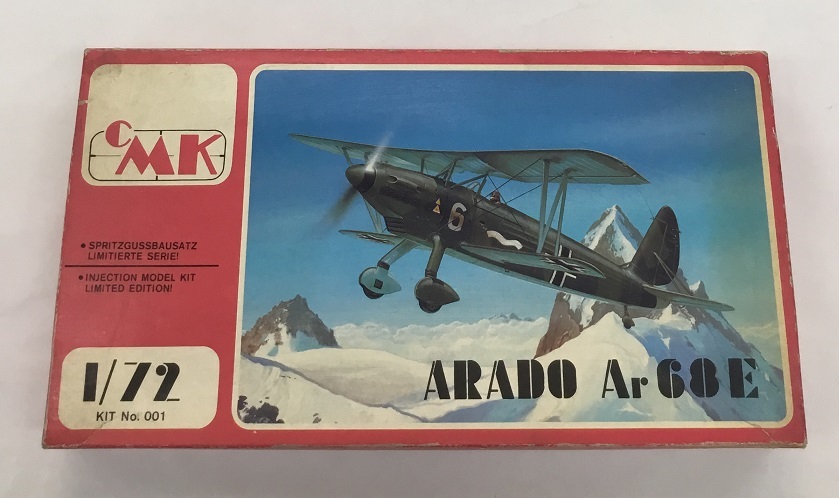 CMK
• SPRITZGUSSBAUSATZ
LIMITIERTE SERIE!
• INJECTION MODEL KIT
LIMITED EDITION!
1/72
KIT No. 001
6
ARADO Ar 68 E